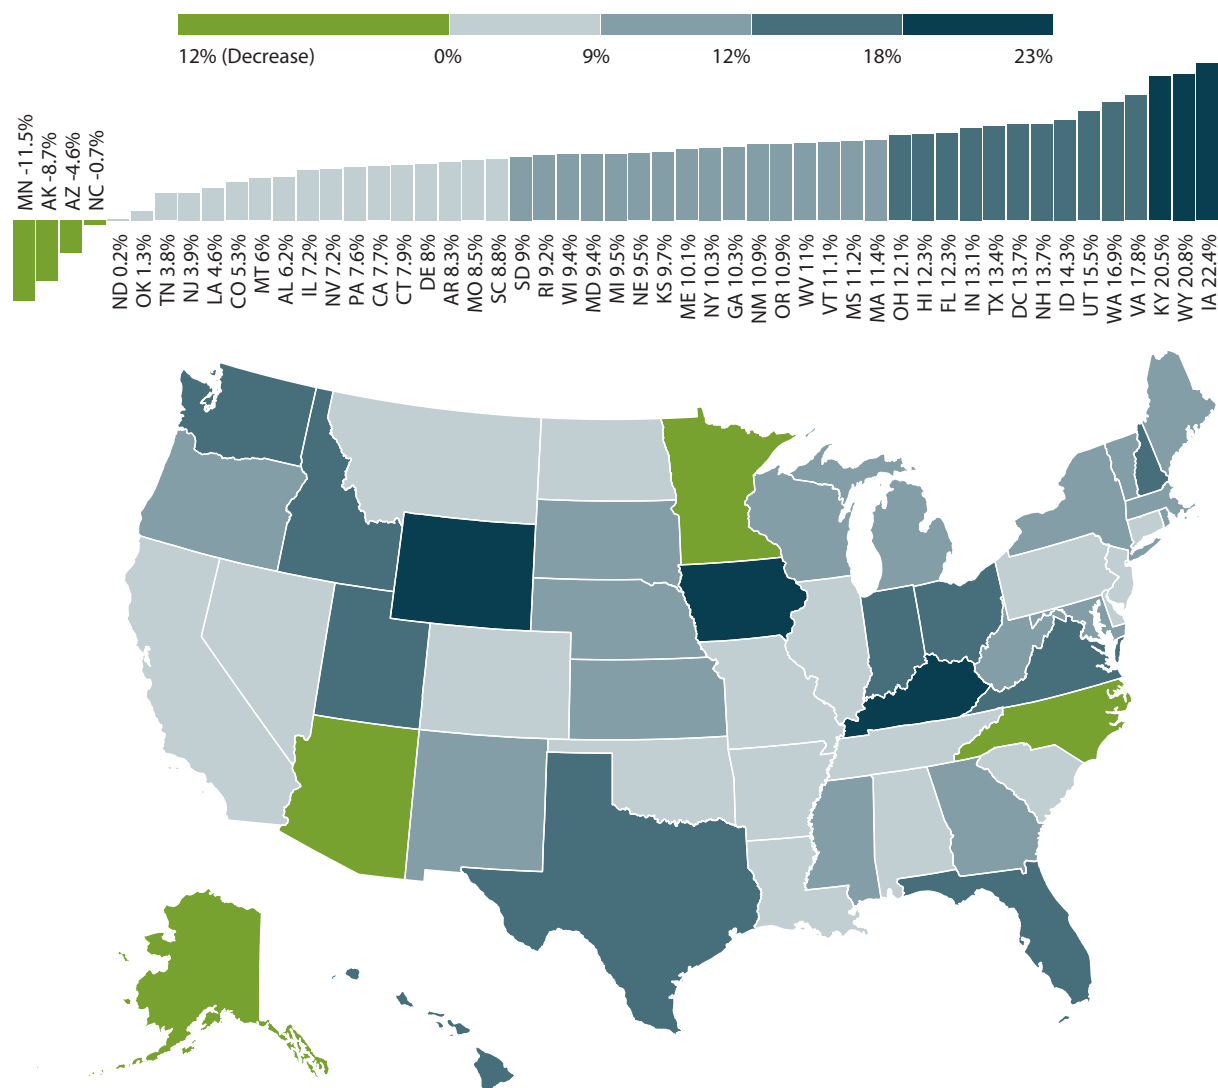 12% (Decrease)
0%
9%
12%
18%
23%
MN -11.5%
AK -8.7%
AZ -4.6%
NC -0.7%
ND 0.2%
OK 1.3%
TN 3.8%
NJ 3.9%
LA 4.6%
CO 5.3%
MT 6%
AL 6.2%
IL 7.2%
NV 7.2%
PA 7.6%
CA 7.7%
CT 7.9%
DE 8%
AR 8.3%
MO 8.5%
SC 8.8%
SD 9%
RI 9.2%
WI 9.4%
MD 9.4%
MI 9.5%
NE 9.5%
KS 9.7%
ME 10.1%
NY 10.3%
GA 10.3%
NM 10.9%
OR 10.9%
WV 11%
VT 11.1%
MS 11.2%
MA 11.4%
OH 12.1%
HI 12.3%
FL 12.3%
IN 13.1%
TX 13.4%
DC 13.7%
NH 13.7%
ID 14.3%
UT 15.5%
WA 16.9%
VA 17.8%
KY 20.5%
WY 20.8%
IA 22.4%